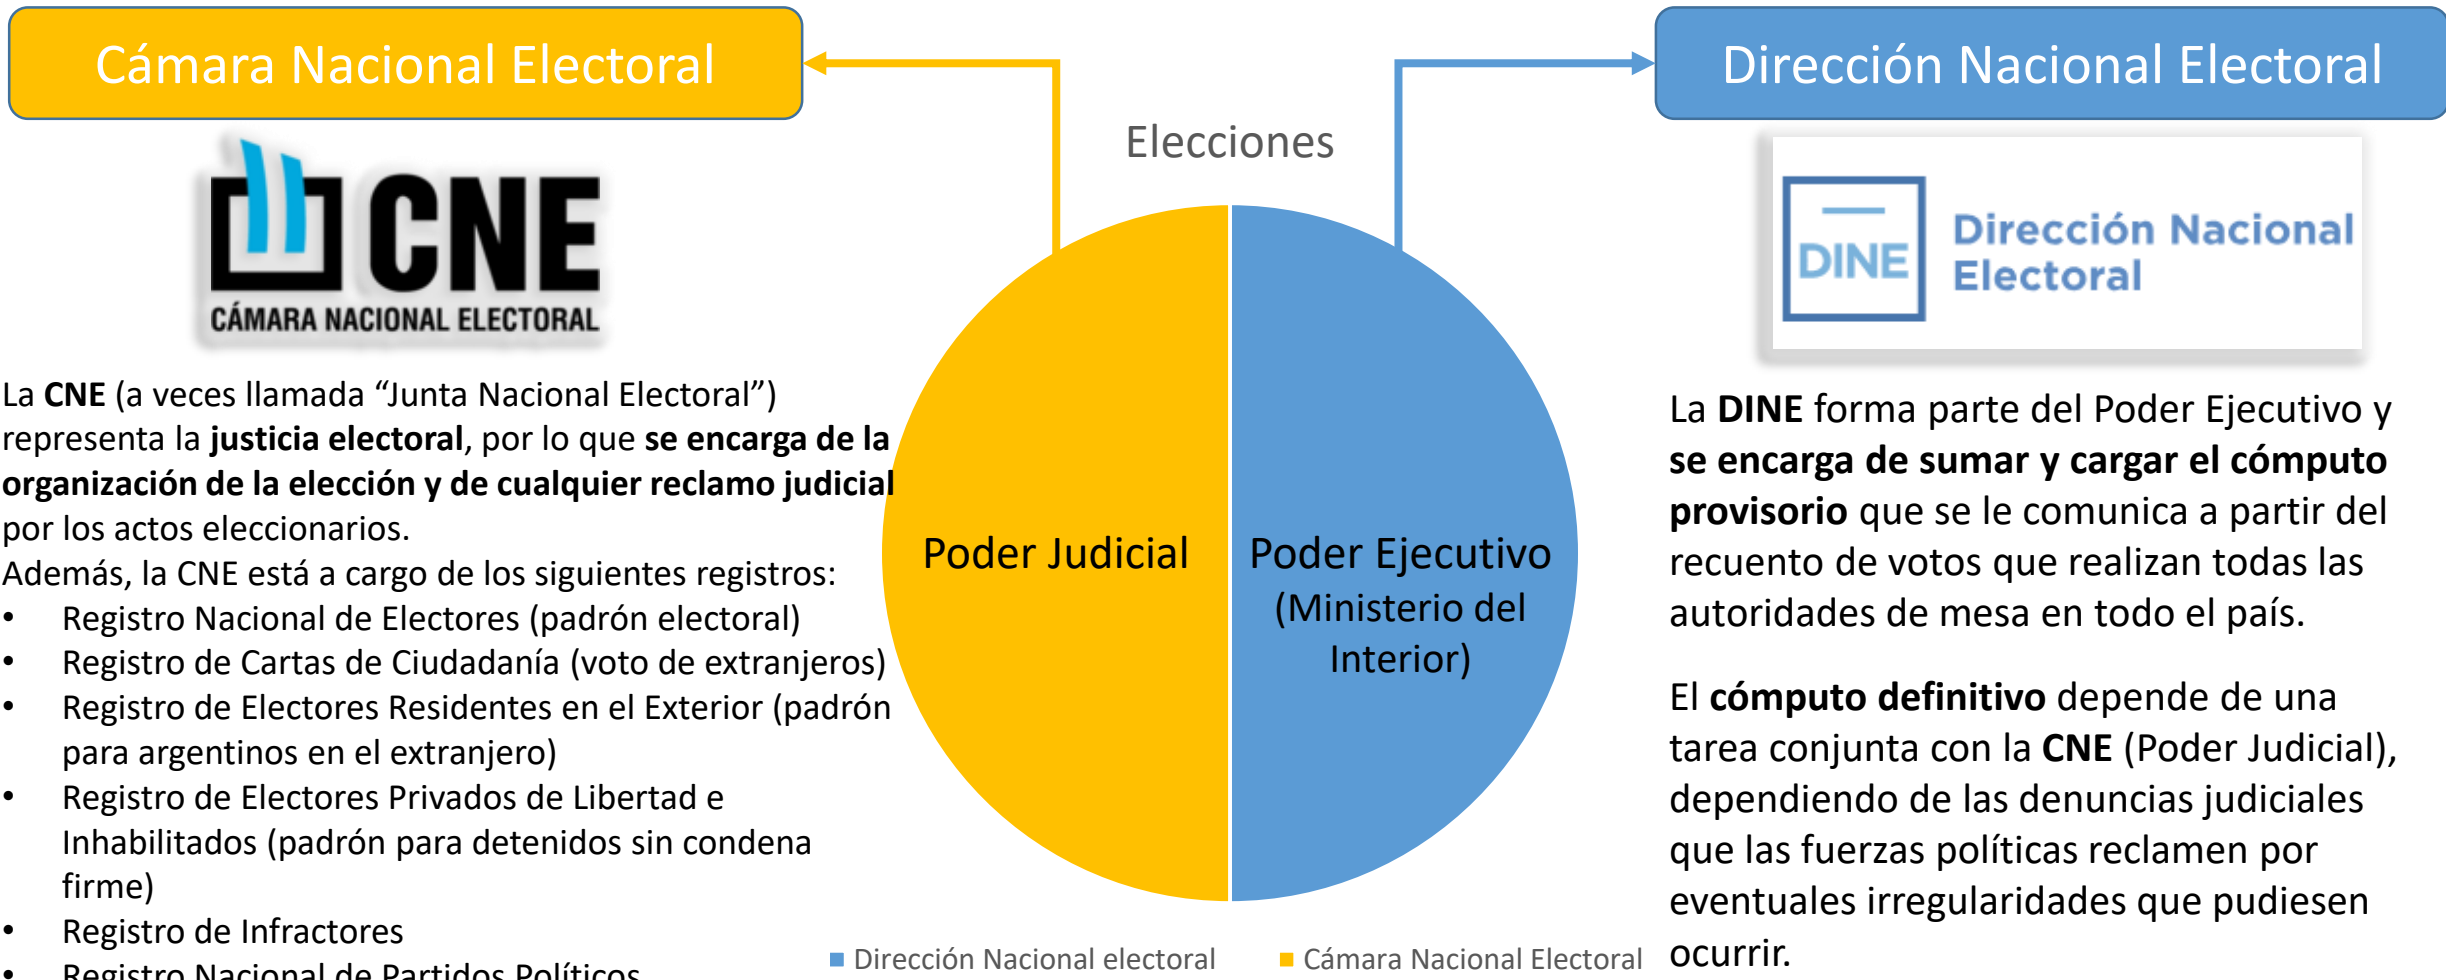 Cámara Nacional Electoral
CNE
CÁMARA NACIONAL ELECTORAL
La CNE (a veces llamada “Junta Nacional Electoral”)
representa la justicia electoral, por lo que se encarga de la
organización de la elección y de cualquier reclamo judicial
por los actos eleccionarios.
Además, la CNE está a cargo de los siguientes registros:
• Registro Nacional de Electores (padrón electoral)
• Registro de Cartas de Ciudadanía (voto de extranjeros)
• Registro de Electores Residentes en el Exterior (padrón
para argentinos en el extranjero)
• Registro de Electores Privados de Libertad e
Inhabilitados (padrón para detenidos sin condena
firme)
• Registro de Infractores
• Registro Nacional de Partidos Políticos
Elecciones
Poder Judicial
Poder Ejecutivo
(Ministerio del
Interior)
Dirección Nacional electoral
Cámara Nacional Electoral
Dirección Nacional Electoral
DINE
Dirección Nacional
Electoral
La DINE forma parte del Poder Ejecutivo y
se encarga de sumar y cargar el cómputo
provisorio que se le comunica a partir del
recuento de votos que realizan todas las
autoridades de mesa en todo el país.
El cómputo definitivo depende de una
tarea conjunta con la CNE (Poder Judicial),
dependiendo de las denuncias judiciales
que las fuerzas políticas reclamen por
eventuales irregularidades que pudiesen
ocurrir.